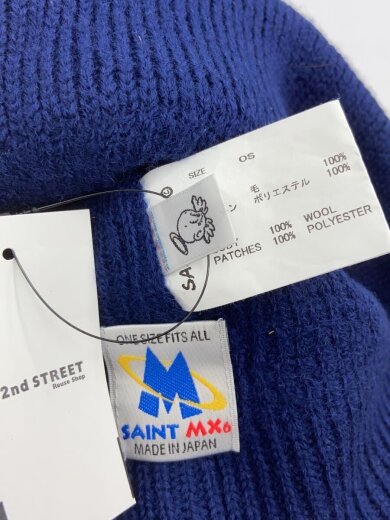 SIZE OS
毛 100%
ン ポリエステル 100%
100% WOOL
PATCHES 100% POLYESTER
SA
2nd STREET
Reuse Shop
ONE SIZE FITS ALL
M
SAINT MX6
MADE IN JAPAN